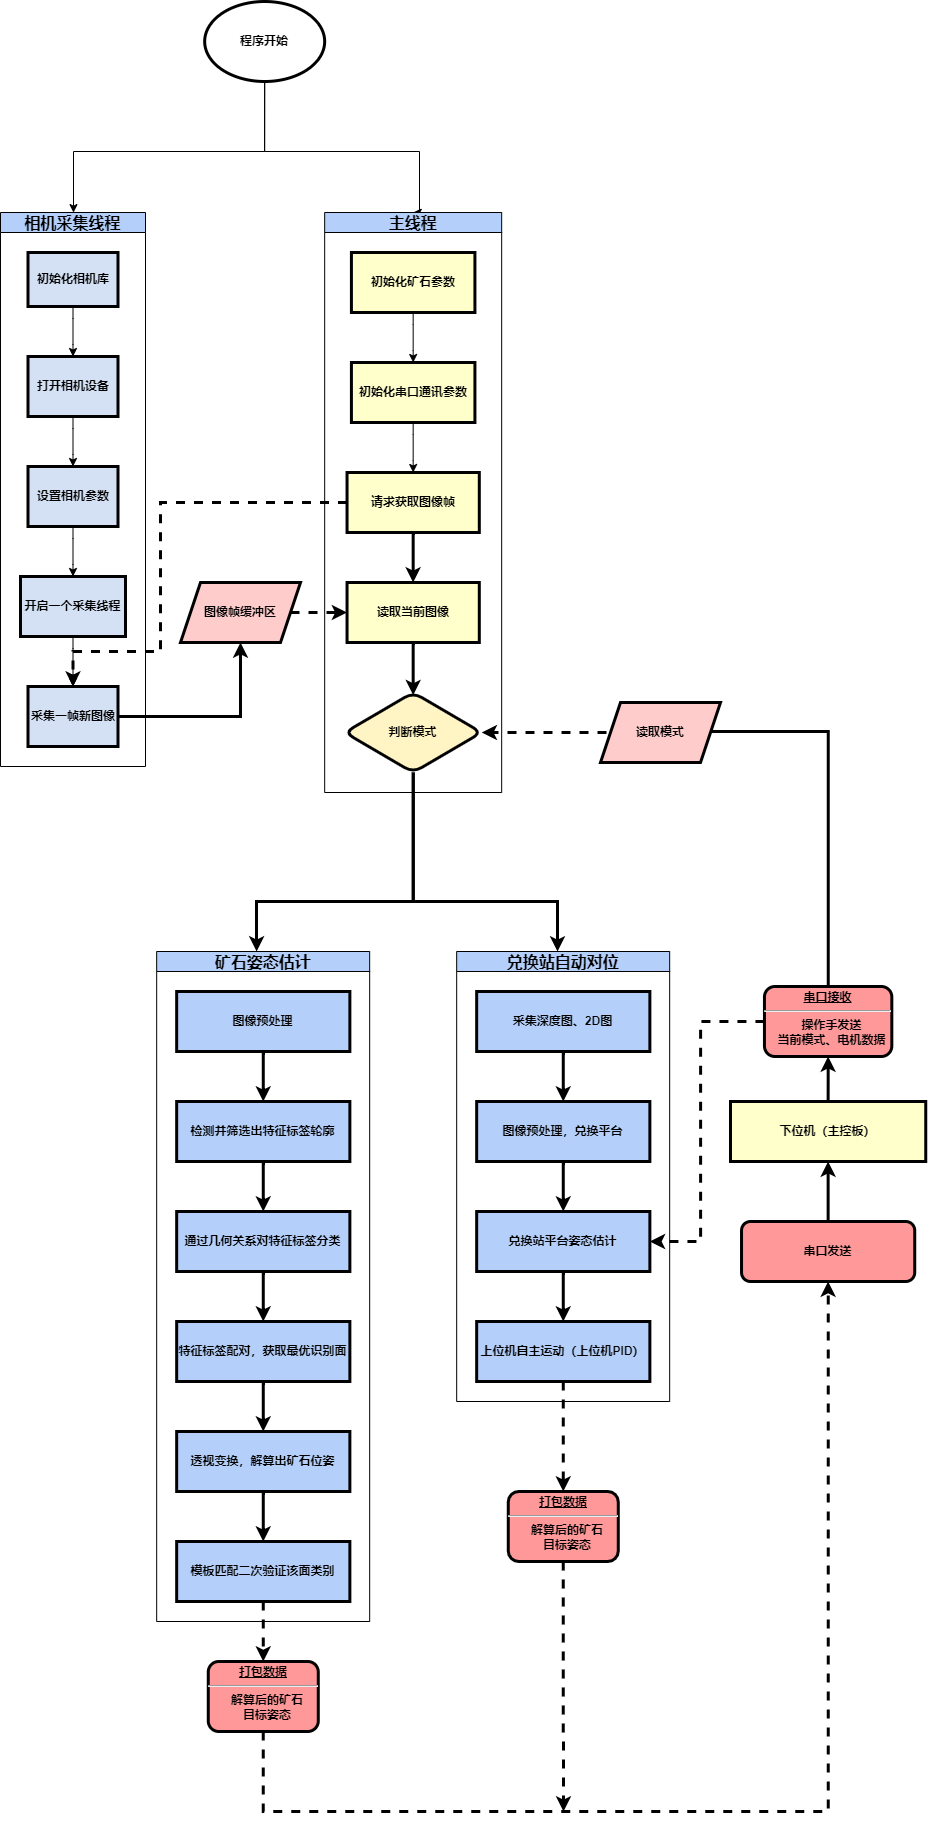 程序开始
相机采集线程
初始化相机库
打开相机设备
设置相机参数
开启一个采集线程
采集一帧新图像
图像帧缓冲区
主线程
初始化矿石参数
初始化串口通讯参数
请求获取图像帧
读取当前图像
判断模式
读取模式
矿石姿态估计
图像预处理
检测并筛选出特征标签轮廓
通过几何关系对特征标签分类
特征标签配对，获取最优识别面
透视变换，解算出矿石位姿
模板匹配二次验证该面类别
打包数据
解算后的矿石
目标姿态
兑换站自动对位
采集深度图、2D图
图像预处理，兑换平台
兑换站平台姿态估计
上位机自主运动（上位机PID）
打包数据
解算后的矿石
目标姿态
串口接收
操作手发送
当前模式、电机数据
下位机（主控板）
串口发送